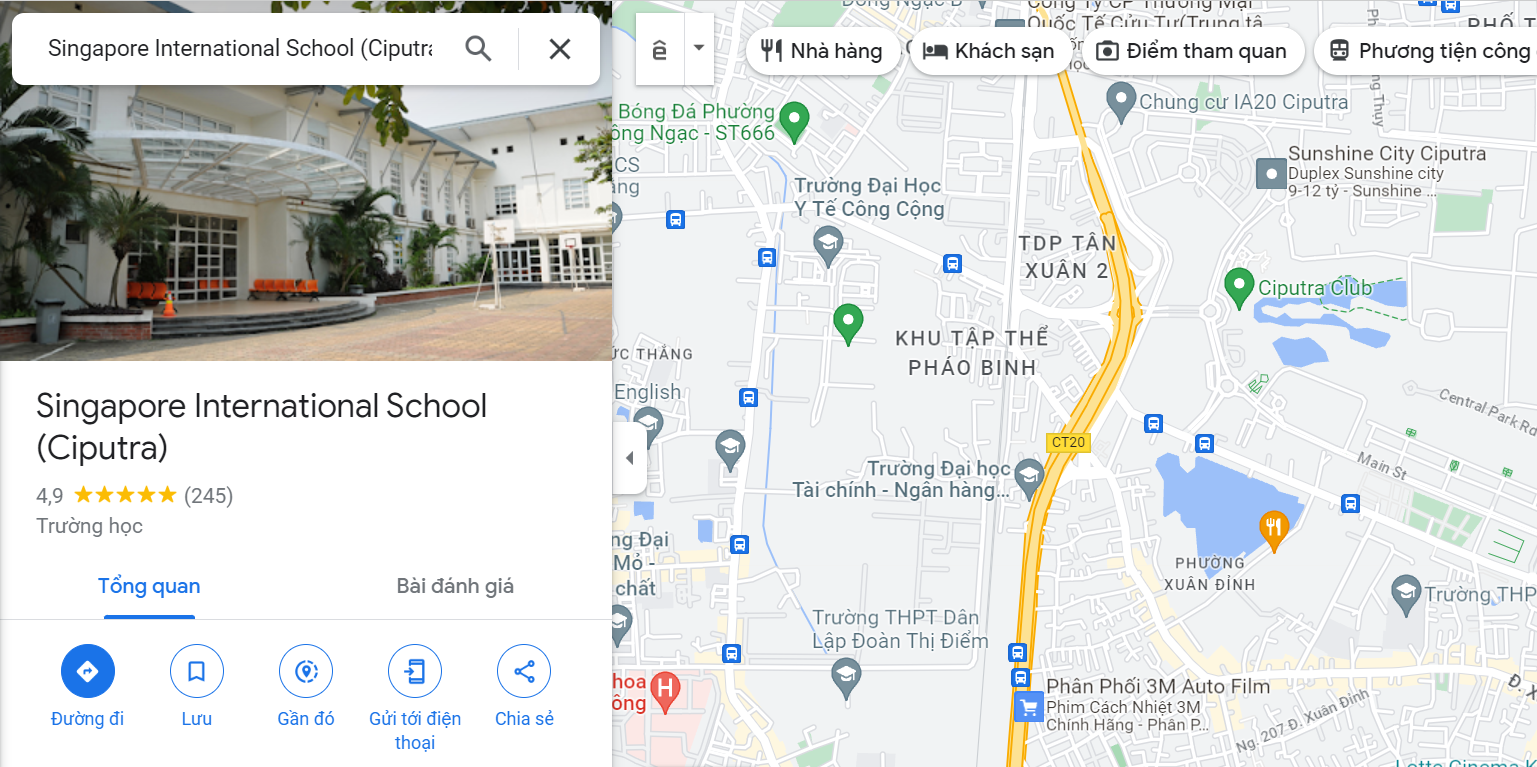 Singapore International School (Ciputra
ê
Nhà hàng
Khách sạn
Điểm tham quan
Phương tiện công
Singapore International School
(Ciputra)
4,9 ★★★★★ (245)
Trường học
Tổng quan
Bài đánh giá
Đường đi
Lưu
Gần đó
Gửi tới điện
thoại
Chia sẻ
Đông Ngạc B
Công Ty CP Thương Mại
Quốc Tế Cửu Tư(Trung tâ
PHỐ T
Bóng Đá Phường
ông Ngạc - ST666
CS
ang
Chung cư IA20 Ciputra
Thuy
Sunshine City Ciputra
Duplex Sunshine city
9-12 tỷ - Sunshine ...
Trường Đại Học
Y Tế Công Cộng
TDP TÂN
XUÂN 2
Ciputra Club
KHU TẬP THỂ
PHÁO BINH
ỨC THẮNG
English
Central Park Rd
CT20
Main St
Trường Đại học
Tài chính - Ngân hàng...
ng Đại
Mỏ -
chất
PHƯỜNG
XUÂN ĐỈNH
Trường THP
Trường THPT Dân
Lập Đoàn Thị Điểm
hoa
ông
H
Phân Phối 3M Auto Film
Phim Cách Nhiệt 3M
Chính Hãng - Phân P...
Ng. 207 Đ. Xuân Đỉnh
Đ. X
Lotte Cinema K